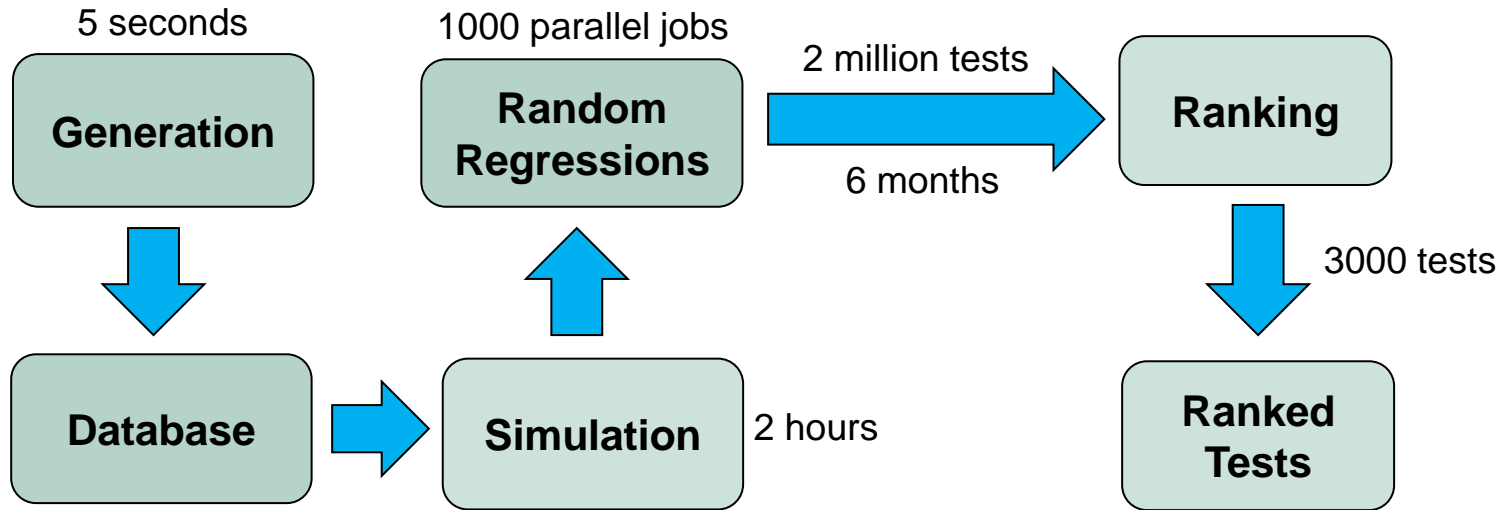 5 seconds
Generation
Database
Simulation
2 hours
1000 parallel jobs
Random
Regressions
2 million tests
6 months
Ranking
3000 tests
Ranked
Tests